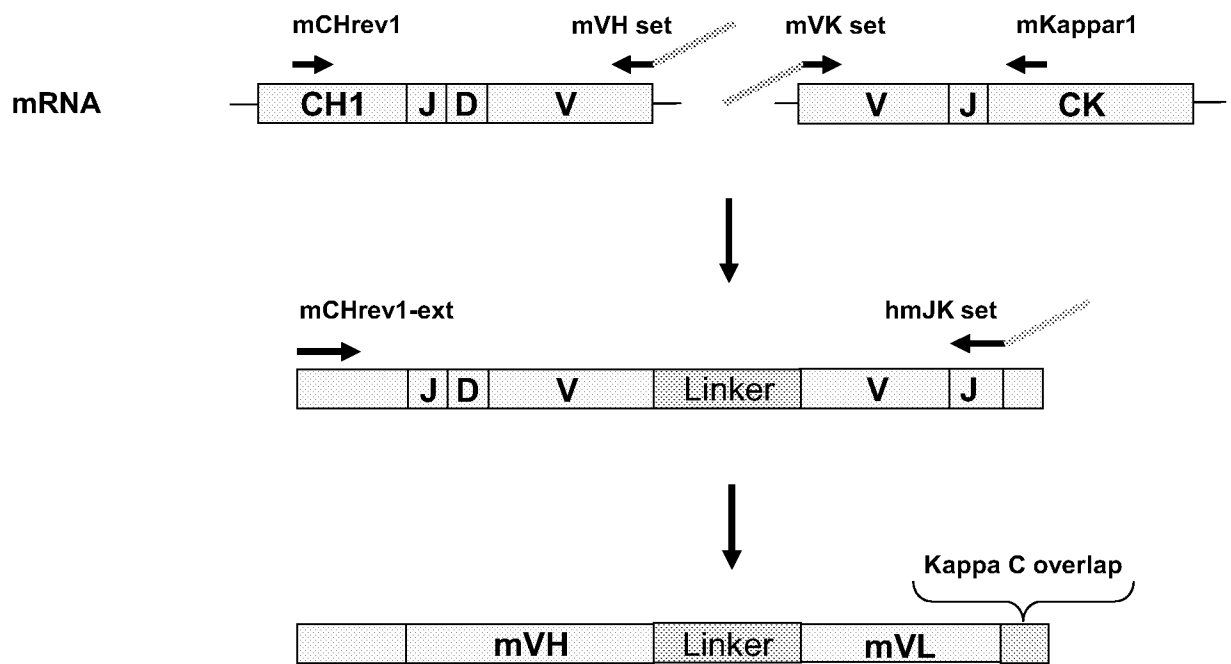 mCHrev1 mVH set mVK set mKappar1
mRNA CH1 J D V V J CK
mCHrev1-ext hmJK set
J D V Linker V J
Kappa C overlap
mVH Linker mVL